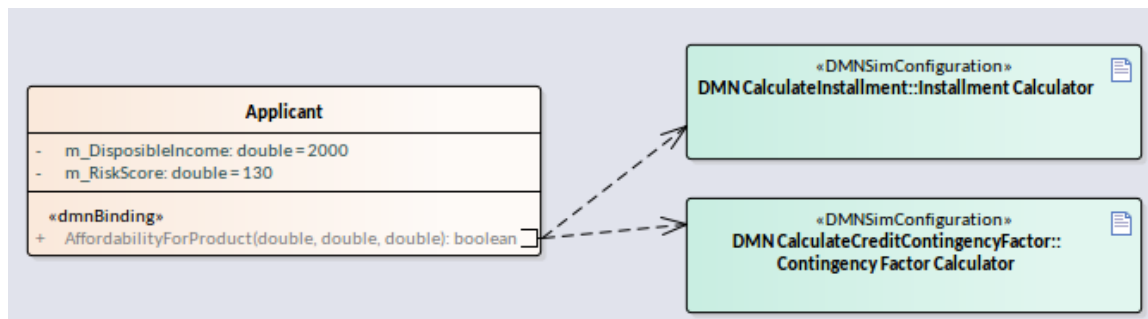 Applicant
- m_DisposibleIncome: double = 2000
- m_RiskScore: double = 130
«dmnBinding»
+ AffordabilityForProduct(double, double, double): boolean
«DMNSimConfiguration»
DMN CalculateInstallment::Installment Calculator
«DMNSimConfiguration»
DMN CalculateCreditContingencyFactor::
Contingency Factor Calculator